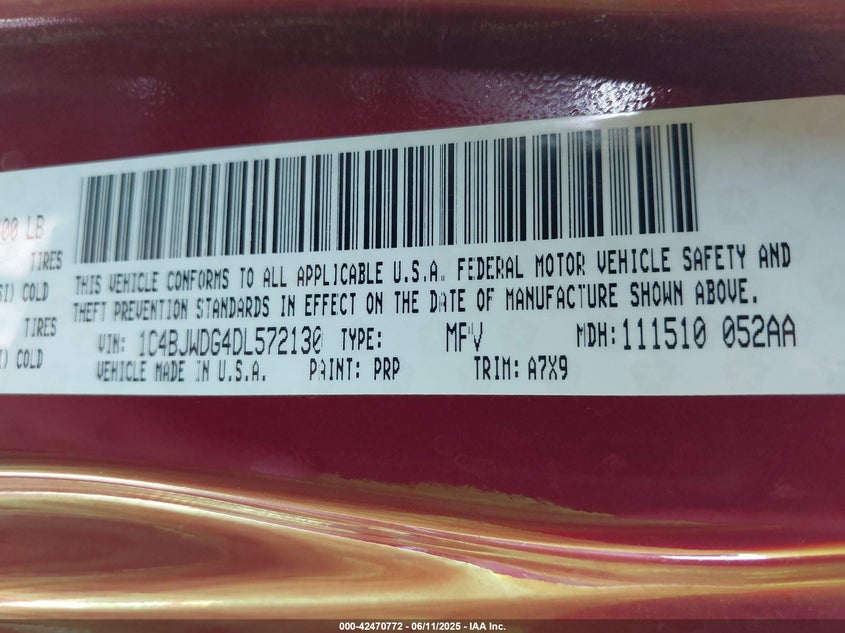 00 LB
TIRES
COLD
TIRES
COLD
THIS VEHICLE CONFORMS TO ALL APPLICABLE U.S.A. FEDERAL MOTOR VEHICLE SAFETY AND
THEFT PREVENTION STANDARDS IN EFFECT ON THE DATE OF MANUFACTURE SHOWN ABOVE.
VIN: 1C4BJWDG4DL572130 TYPE: MFV MDH: 111510 052AA
VEHICLE MADE IN U.S.A. PAINT: PRP TRIM: A7X9
000-42470772 - 06/11/2025 - IAA Inc.